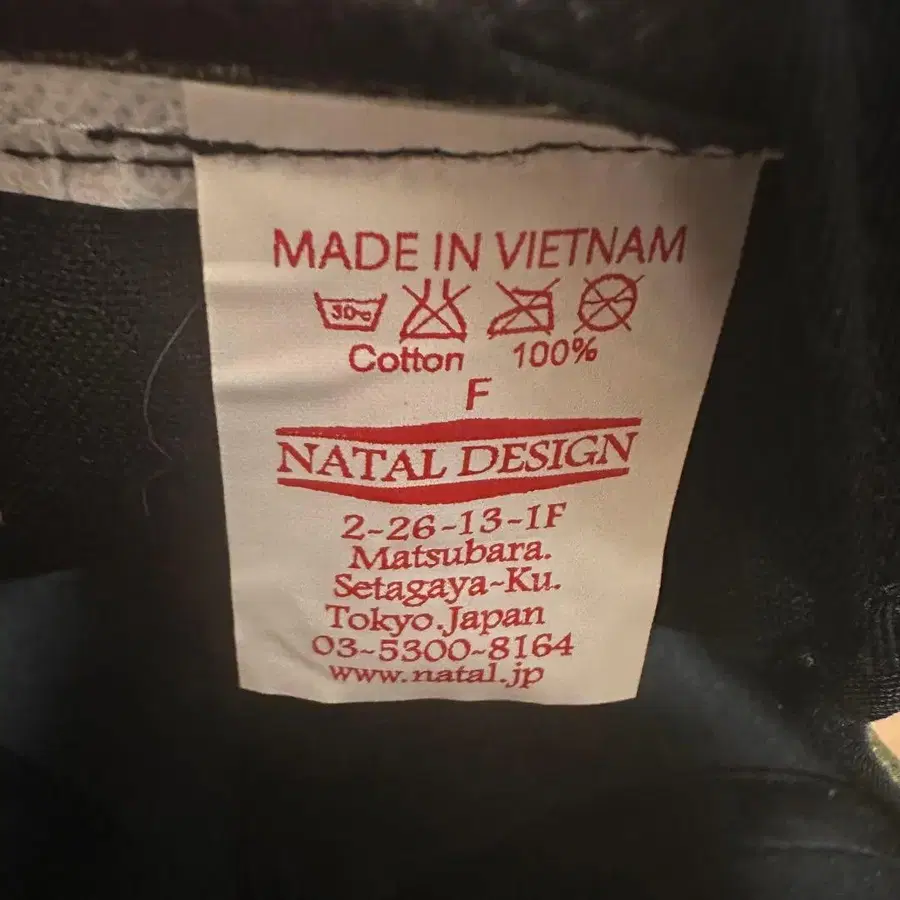 MADE IN VIETNAM
30℃
Cotton 100%
F
NATAL DESIGN
2-26-13-1F
Matsubara.
Setagaya-Ku.
Tokyo.Japan
03-5300-8164
www.natal.jp